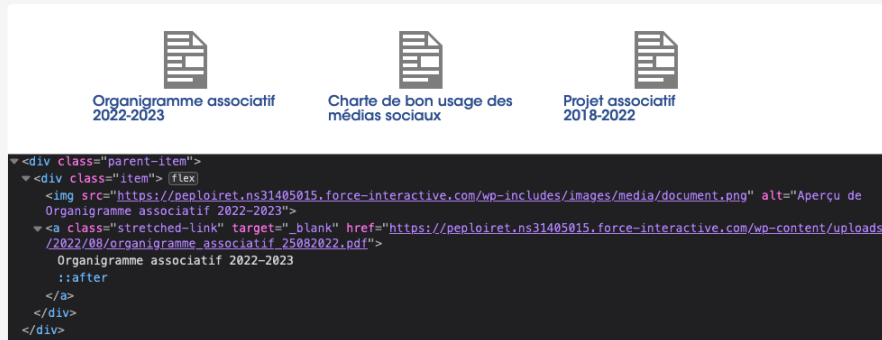 Organigramme associatif
2022-2023
Charte de bon usage des
médias sociaux
Projet associatif
2018-2022
<div class="parent-item">
<div class="item"> flex
<img src="https://peploiret.ns31405015.force-interactive.com/wp-includes/images/media/document.png" alt="Aperçu de
Organigramme associatif 2022-2023">
<a class="stretched-link" target="_blank" href="https://peploiret.ns31405015.force-interactive.com/wp-content/uploads
/2022/08/organigramme_associatif_25082022.pdf">
Organigramme associatif 2022-2023
::after
</a>
</div>
</div>